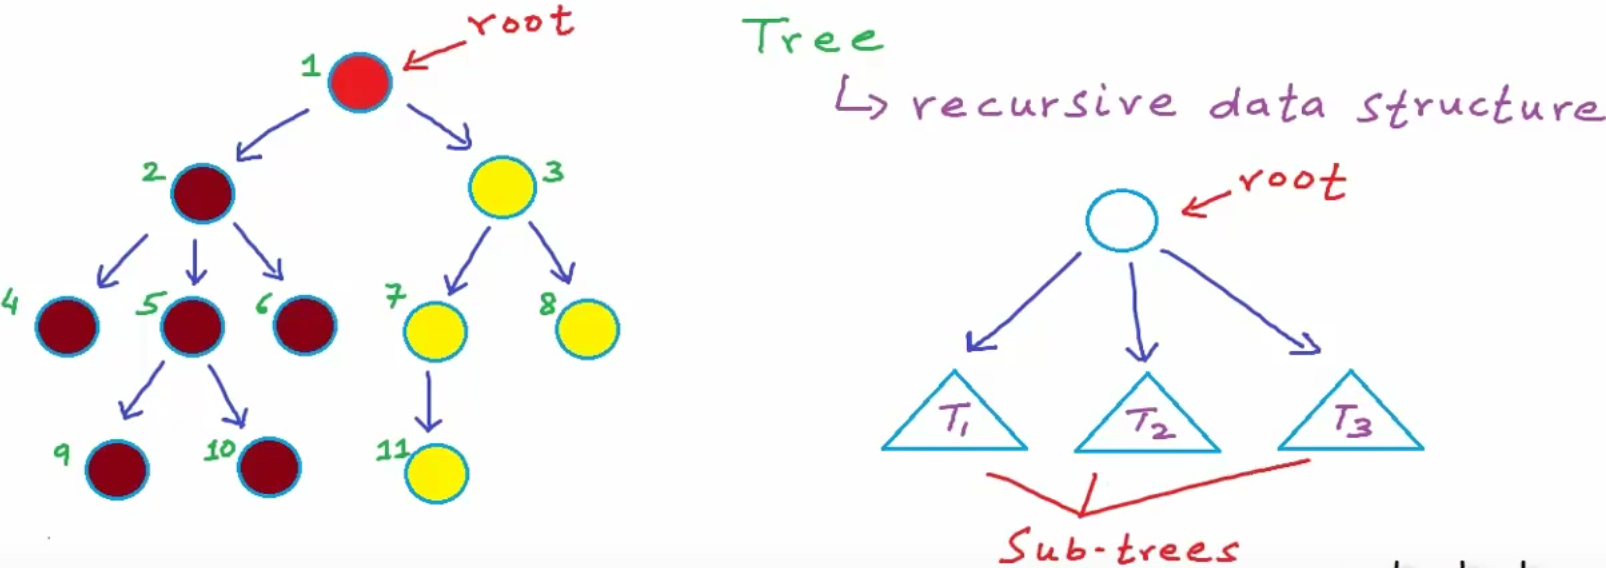 root
1
2
3
4
5
6
7
8
9
10
11
Tree
↳ recursive data structure
root
T1
T2
T3
Sub-trees